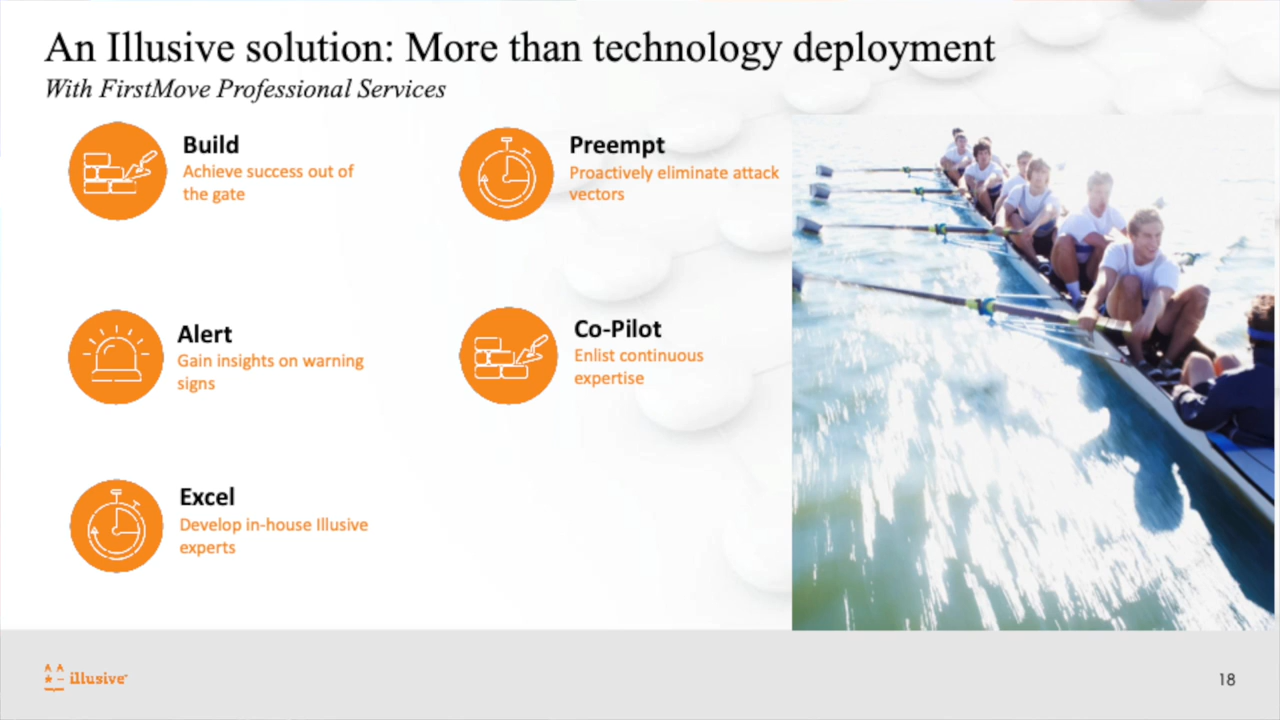 An Illusive solution: More than technology deployment
With FirstMove Professional Services
Build
Achieve success out of
the gate
Preempt
Proactively eliminate attack
vectors
Alert
Gain insights on warning
signs
Co-Pilot
Enlist continuous
expertise
Excel
Develop in-house Illusive
experts
illusive
18